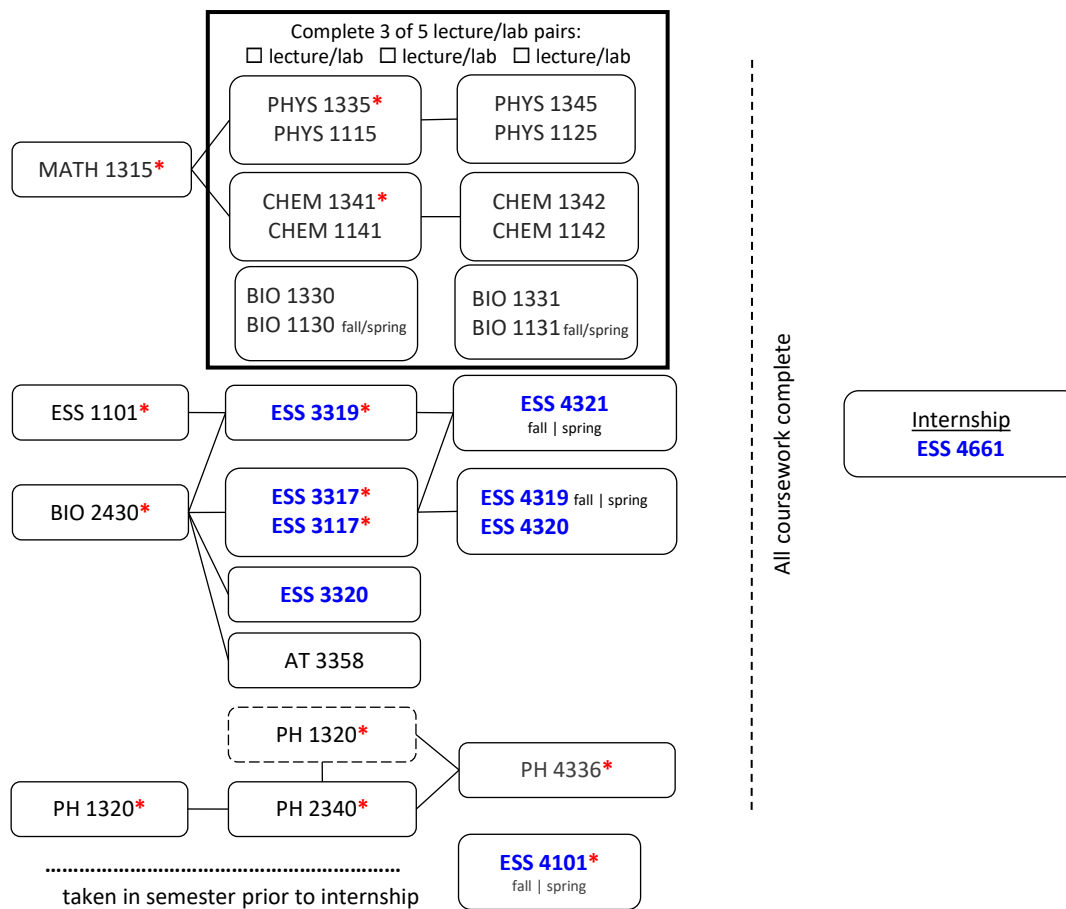 Complete 3 of 5 lecture/lab pairs:
☐ lecture/lab ☐ lecture/lab ☐ lecture/lab
PHYS 1335*
PHYS 1115
PHYS 1345
PHYS 1125
MATH 1315*
CHEM 1341*
CHEM 1141
CHEM 1342
CHEM 1142
BIO 1330
BIO 1130 fall/spring
BIO 1331
BIO 1131 fall/spring
ESS 1101*
ESS 3319*
ESS 4321
fall | spring
BIO 2430*
ESS 3317*
ESS 3117*
ESS 4319 fall | spring
ESS 4320
ESS 3320
AT 3358
PH 1320*
PH 4336*
PH 1320*
PH 2340*
ESS 4101*
fall | spring
taken in semester prior to internship
All coursework complete
Internship
ESS 4661